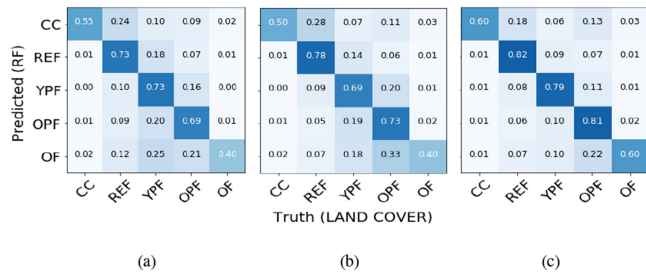 CC 0.55 0.24 0.10 0.09 0.02 0.50 0.28 0.07 0.11 0.03 0.60 0.18 0.06 0.13 0.03
REF 0.01 0.73 0.18 0.07 0.01 0.01 0.78 0.14 0.06 0.01 0.01 0.82 0.09 0.07 0.01
YPF 0.00 0.10 0.73 0.16 0.00 0.00 0.09 0.69 0.20 0.01 0.01 0.08 0.79 0.11 0.01
OPF 0.01 0.09 0.20 0.69 0.01 0.01 0.05 0.19 0.73 0.02 0.01 0.06 0.10 0.81 0.02
OF 0.02 0.12 0.25 0.21 0.40 0.02 0.07 0.18 0.33 0.40 0.01 0.07 0.10 0.22 0.60
Predicted (RF)
CC REF YPF OPF OF CC REF YPF OPF OF CC REF YPF OPF OF
Truth (LAND COVER)
(a) (b) (c)